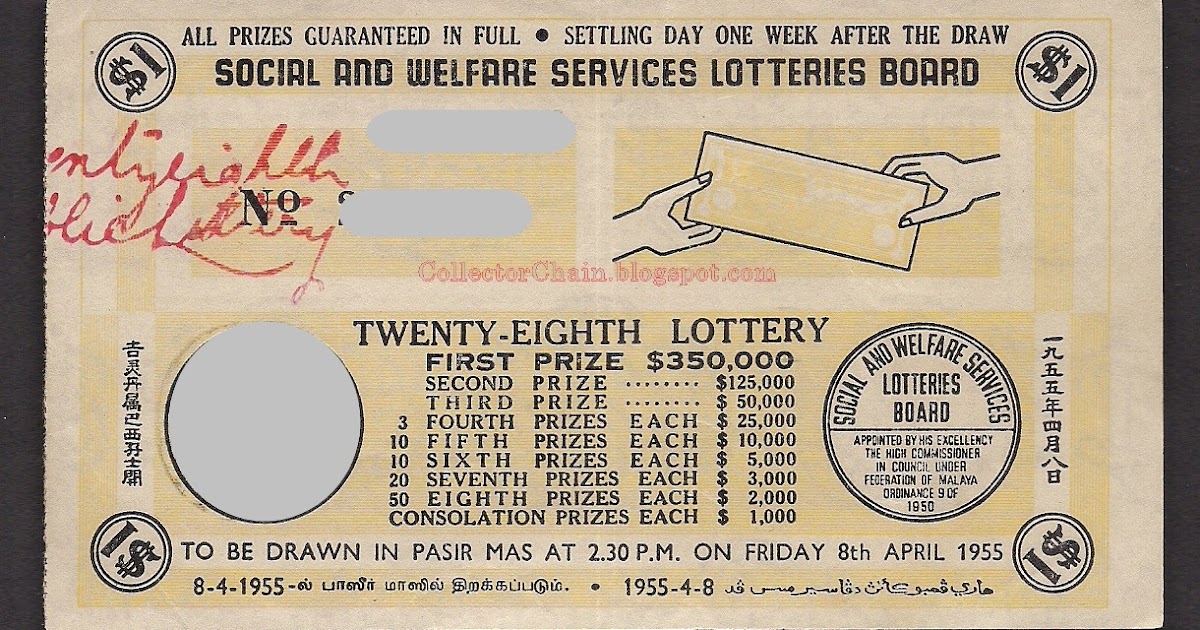 ALL PRIZES GUARANTEED IN FULL • SETTLING DAY ONE WEEK AFTER THE DRAW
$1
$1
SOCIAL AND WELFARE SERVICES LOTTERIES BOARD
No
CollectorChain.blogspot.com
TWENTY-EIGHTH LOTTERY
FIRST PRIZE $350,000
SECOND PRIZE ........ $125,000
THIRD PRIZE ........ $ 50,000
3 FOURTH PRIZES EACH $ 25,000
10 FIFTH PRIZES EACH $ 10,000
10 SIXTH PRIZES EACH $ 5,000
20 SEVENTH PRIZES EACH $ 3,000
50 EIGHTH PRIZES EACH $ 2,000
CONSOLATION PRIZES EACH $ 1,000
SOCIAL AND WELFARE SERVICES
LOTTERIES
BOARD
APPOINTED BY HIS EXCELLENCY
THE HIGH COMMISSIONER
IN COUNCIL UNDER
FEDERATION OF MALAYA
ORDINANCE 9 OF
1950
一九五五年四月八日
$1
$1
TO BE DRAWN IN PASIR MAS AT 2.30 P.M. ON FRIDAY 8th APRIL 1955
8-4-1955-ல் பாஸீர் மாஸில் திறக்கப்படும். • 1955-4-8 هاري